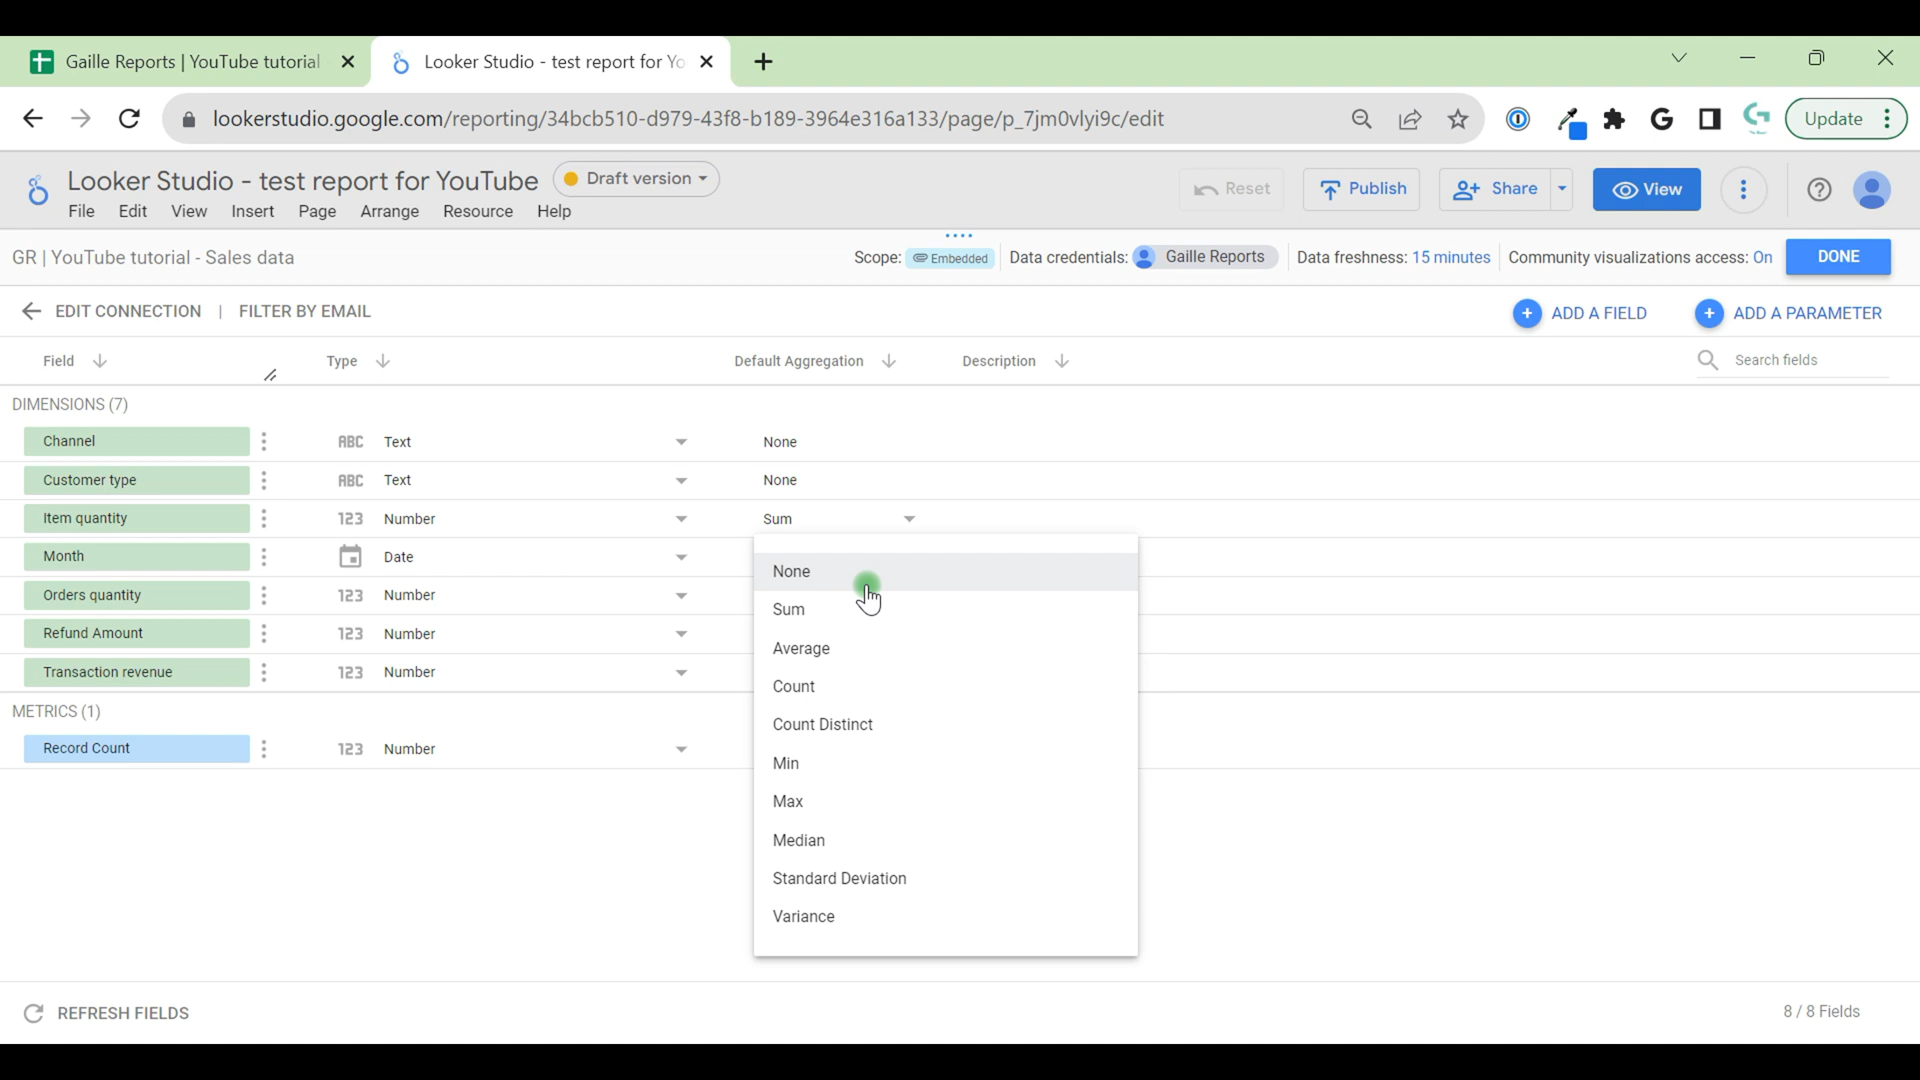 Gaille Reports | YouTube tutorial
Looker Studio - test report for Yo
lookerstudio.google.com/reporting/34bcb510-d979-43f8-b189-3964e316a133/page/p_7jm0vlyi9c/edit
Update
Looker Studio - test report for YouTube
Draft version
Reset
Publish
Share
View
File Edit View Insert Page Arrange Resource Help
GR | YouTube tutorial - Sales data
Scope: Embedded
Data credentials: Gaille Reports
Data freshness: 15 minutes
Community visualizations access: On
DONE
EDIT CONNECTION | FILTER BY EMAIL
ADD A FIELD
ADD A PARAMETER
Field Type Default Aggregation Description
Search fields
DIMENSIONS (7)
Channel ABC Text None
Customer type ABC Text None
Item quantity 123 Number Sum
Month Date
Orders quantity 123 Number
Refund Amount 123 Number
Transaction revenue 123 Number
METRICS (1)
Record Count 123 Number
None
Sum
Average
Count
Count Distinct
Min
Max
Median
Standard Deviation
Variance
REFRESH FIELDS
8 / 8 Fields